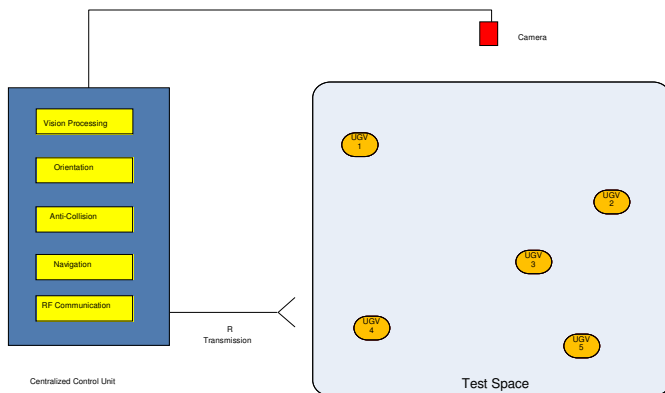 Camera
Vision Processing
Orientation
Anti-Collision
Navigation
RF Communication
R
Transmission
Centralized Control Unit
UGV
1
UGV
2
UGV
3
UGV
4
UGV
5
Test Space